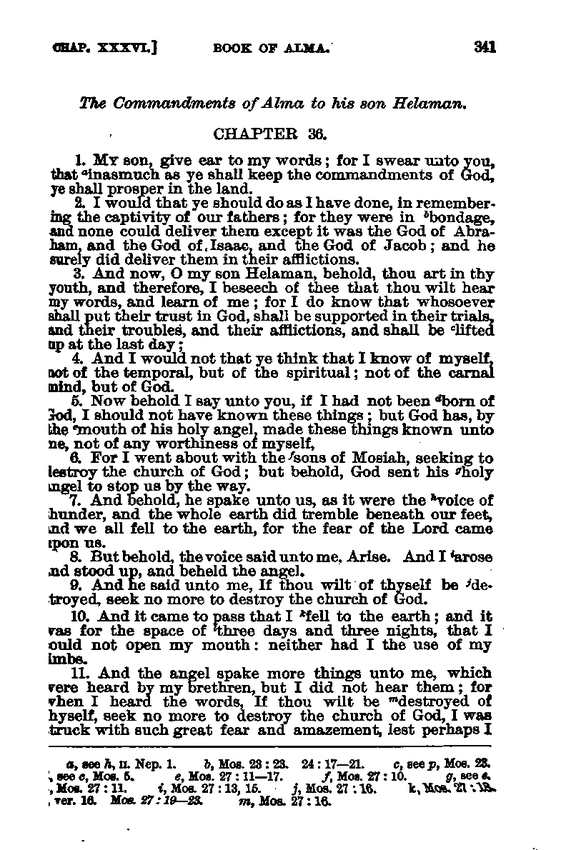 CHAP. XXXVI.] BOOK OF ALMA. 341
The Commandments of Alma to his son Helaman.
CHAPTER 36.
1. MY son, give ear to my words; for I swear unto you,
that ᵃinasmuch as ye shall keep the commandments of God,
ye shall prosper in the land.
2. I would that ye should do as I have done, in remember-
ing the captivity of our fathers; for they were in ᵇbondage,
and none could deliver them except it was the God of Abra-
ham, and the God of Isaac, and the God of Jacob; and he
surely did deliver them in their afflictions.
3. And now, O my son Helaman, behold, thou art in thy
youth, and therefore, I beseech of thee that thou wilt hear
my words, and learn of me; for I do know that whosoever
shall put their trust in God, shall be supported in their trials,
and their troubles, and their afflictions, and shall be ᶜlifted
up at the last day;
4. And I would not that ye think that I know of myself,
not of the temporal, but of the spiritual; not of the carnal
mind, but of God.
5. Now behold I say unto you, if I had not been ᵈborn of
God, I should not have known these things; but God has, by
the ᵉmouth of his holy angel, made these things known unto
ne, not of any worthiness of myself,
6. For I went about with the ᶠsons of Mosiah, seeking to
lestroy the church of God; but behold, God sent his ᵍholy
ngel to stop us by the way.
7. And behold, he spake unto us, as it were the ʰvoice of
hunder, and the whole earth did tremble beneath our feet,
nd we all fell to the earth, for the fear of the Lord came
upon us.
8. But behold, the voice said unto me, Arise. And I ⁱarose
nd stood up, and beheld the angel.
9. And he said unto me, If thou wilt of thyself be ʲde-
troyed, seek no more to destroy the church of God.
10. And it came to pass that I ᵏfell to the earth; and it
was for the space of three days and three nights, that I
ould not open my mouth: neither had I the use of my
limbs.
11. And the angel spake more things unto me, which
were heard by my brethren, but I did not hear them; for
when I heard the words, If thou wilt be ᵐdestroyed of
hyself, seek no more to destroy the church of God, I was
truck with such great fear and amazement, lest perhaps I
a, see h, II. Nep. 1. b, Mos. 23:23. 24:17—21. c, see p, Mos. 23.
, see c, Mos. 5. e, Mos. 27:11—17. f, Mos. 27:10. g, see e.
, Mos. 27:11. i, Mos. 27:13, 15. j, Mos. 27:16. k, Mos. 27:
, ver. 16. Mos. 27:19—23. m, Mos. 27:16.